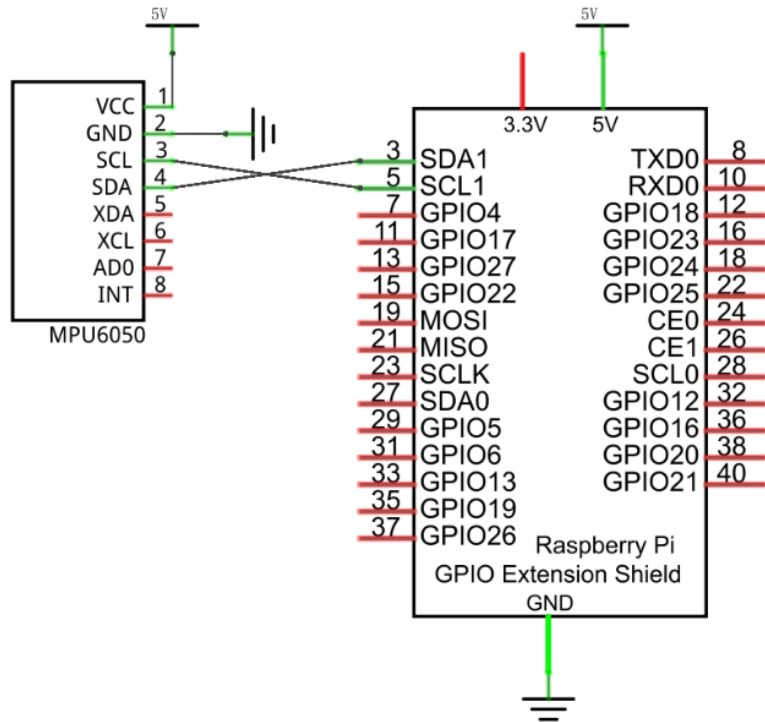 5V
5V
VCC 1
GND 2
SCL 3
SDA 4
XDA 5
XCL 6
AD0 7
INT 8
MPU6050
3.3V 5V
3 SDA1 TXD0 8
5 SCL1 RXD0 10
7 GPIO4 GPIO18 12
11 GPIO17 GPIO23 16
13 GPIO27 GPIO24 18
15 GPIO22 GPIO25 22
19 MOSI CE0 24
21 MISO CE1 26
23 SCLK SCL0 28
27 SDA0 GPIO12 32
29 GPIO5 GPIO16 36
31 GPIO6 GPIO20 38
33 GPIO13 GPIO21 40
35 GPIO19
37 GPIO26
Raspberry Pi
GPIO Extension Shield
GND